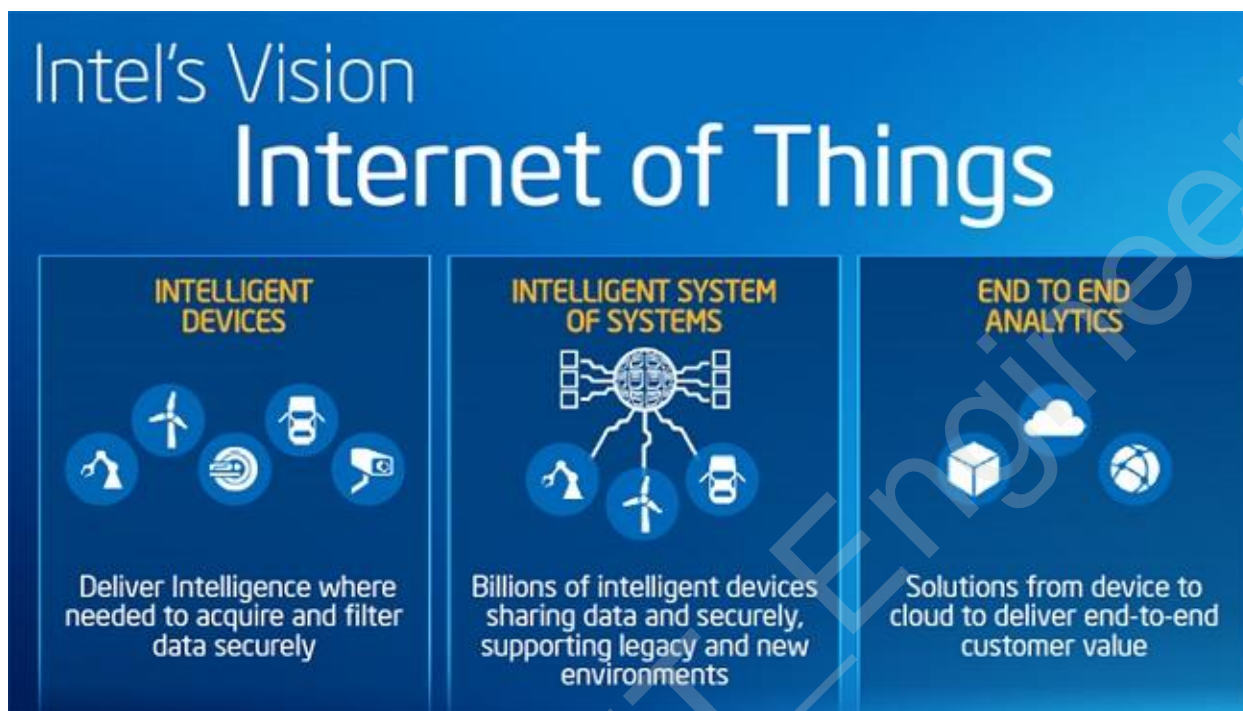 Intel's Vision
Internet of Things
INTELLIGENT
DEVICES
Deliver Intelligence where
needed to acquire and filter
data securely
INTELLIGENT SYSTEM
OF SYSTEMS
Billions of intelligent devices
sharing data and securely,
supporting legacy and new
environments
END TO END
ANALYTICS
Solutions from device to
cloud to deliver end-to-end
customer value